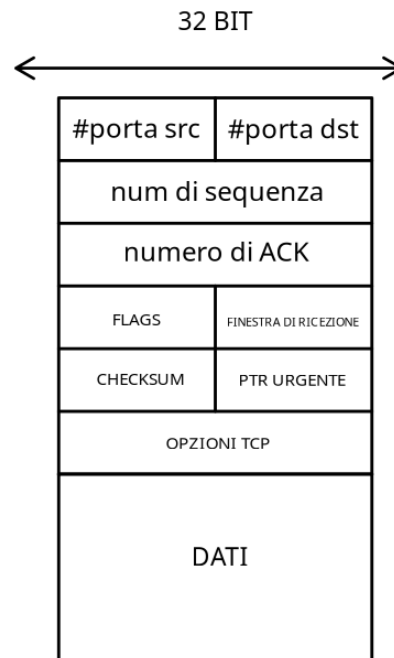 32 BIT
#porta src #porta dst
num di sequenza
numero di ACK
FLAGS FINESTRA DI RICEZIONE
CHECKSUM PTR URGENTE
OPZIONI TCP
DATI